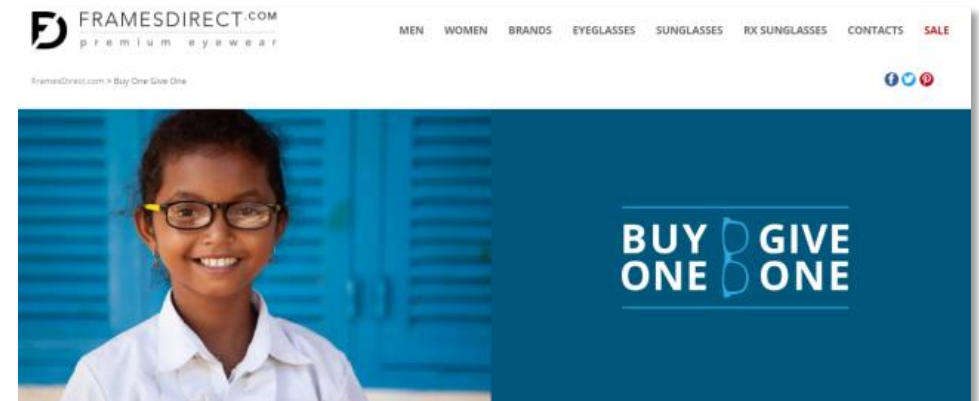 FRAMESDIRECT.COM
premium eyewear
MEN WOMEN BRANDS EYEGLASSES SUNGLASSES RX SUNGLASSES CONTACTS SALE
FramesDirect.com > Buy One Give One
BUY GIVE
ONE ONE